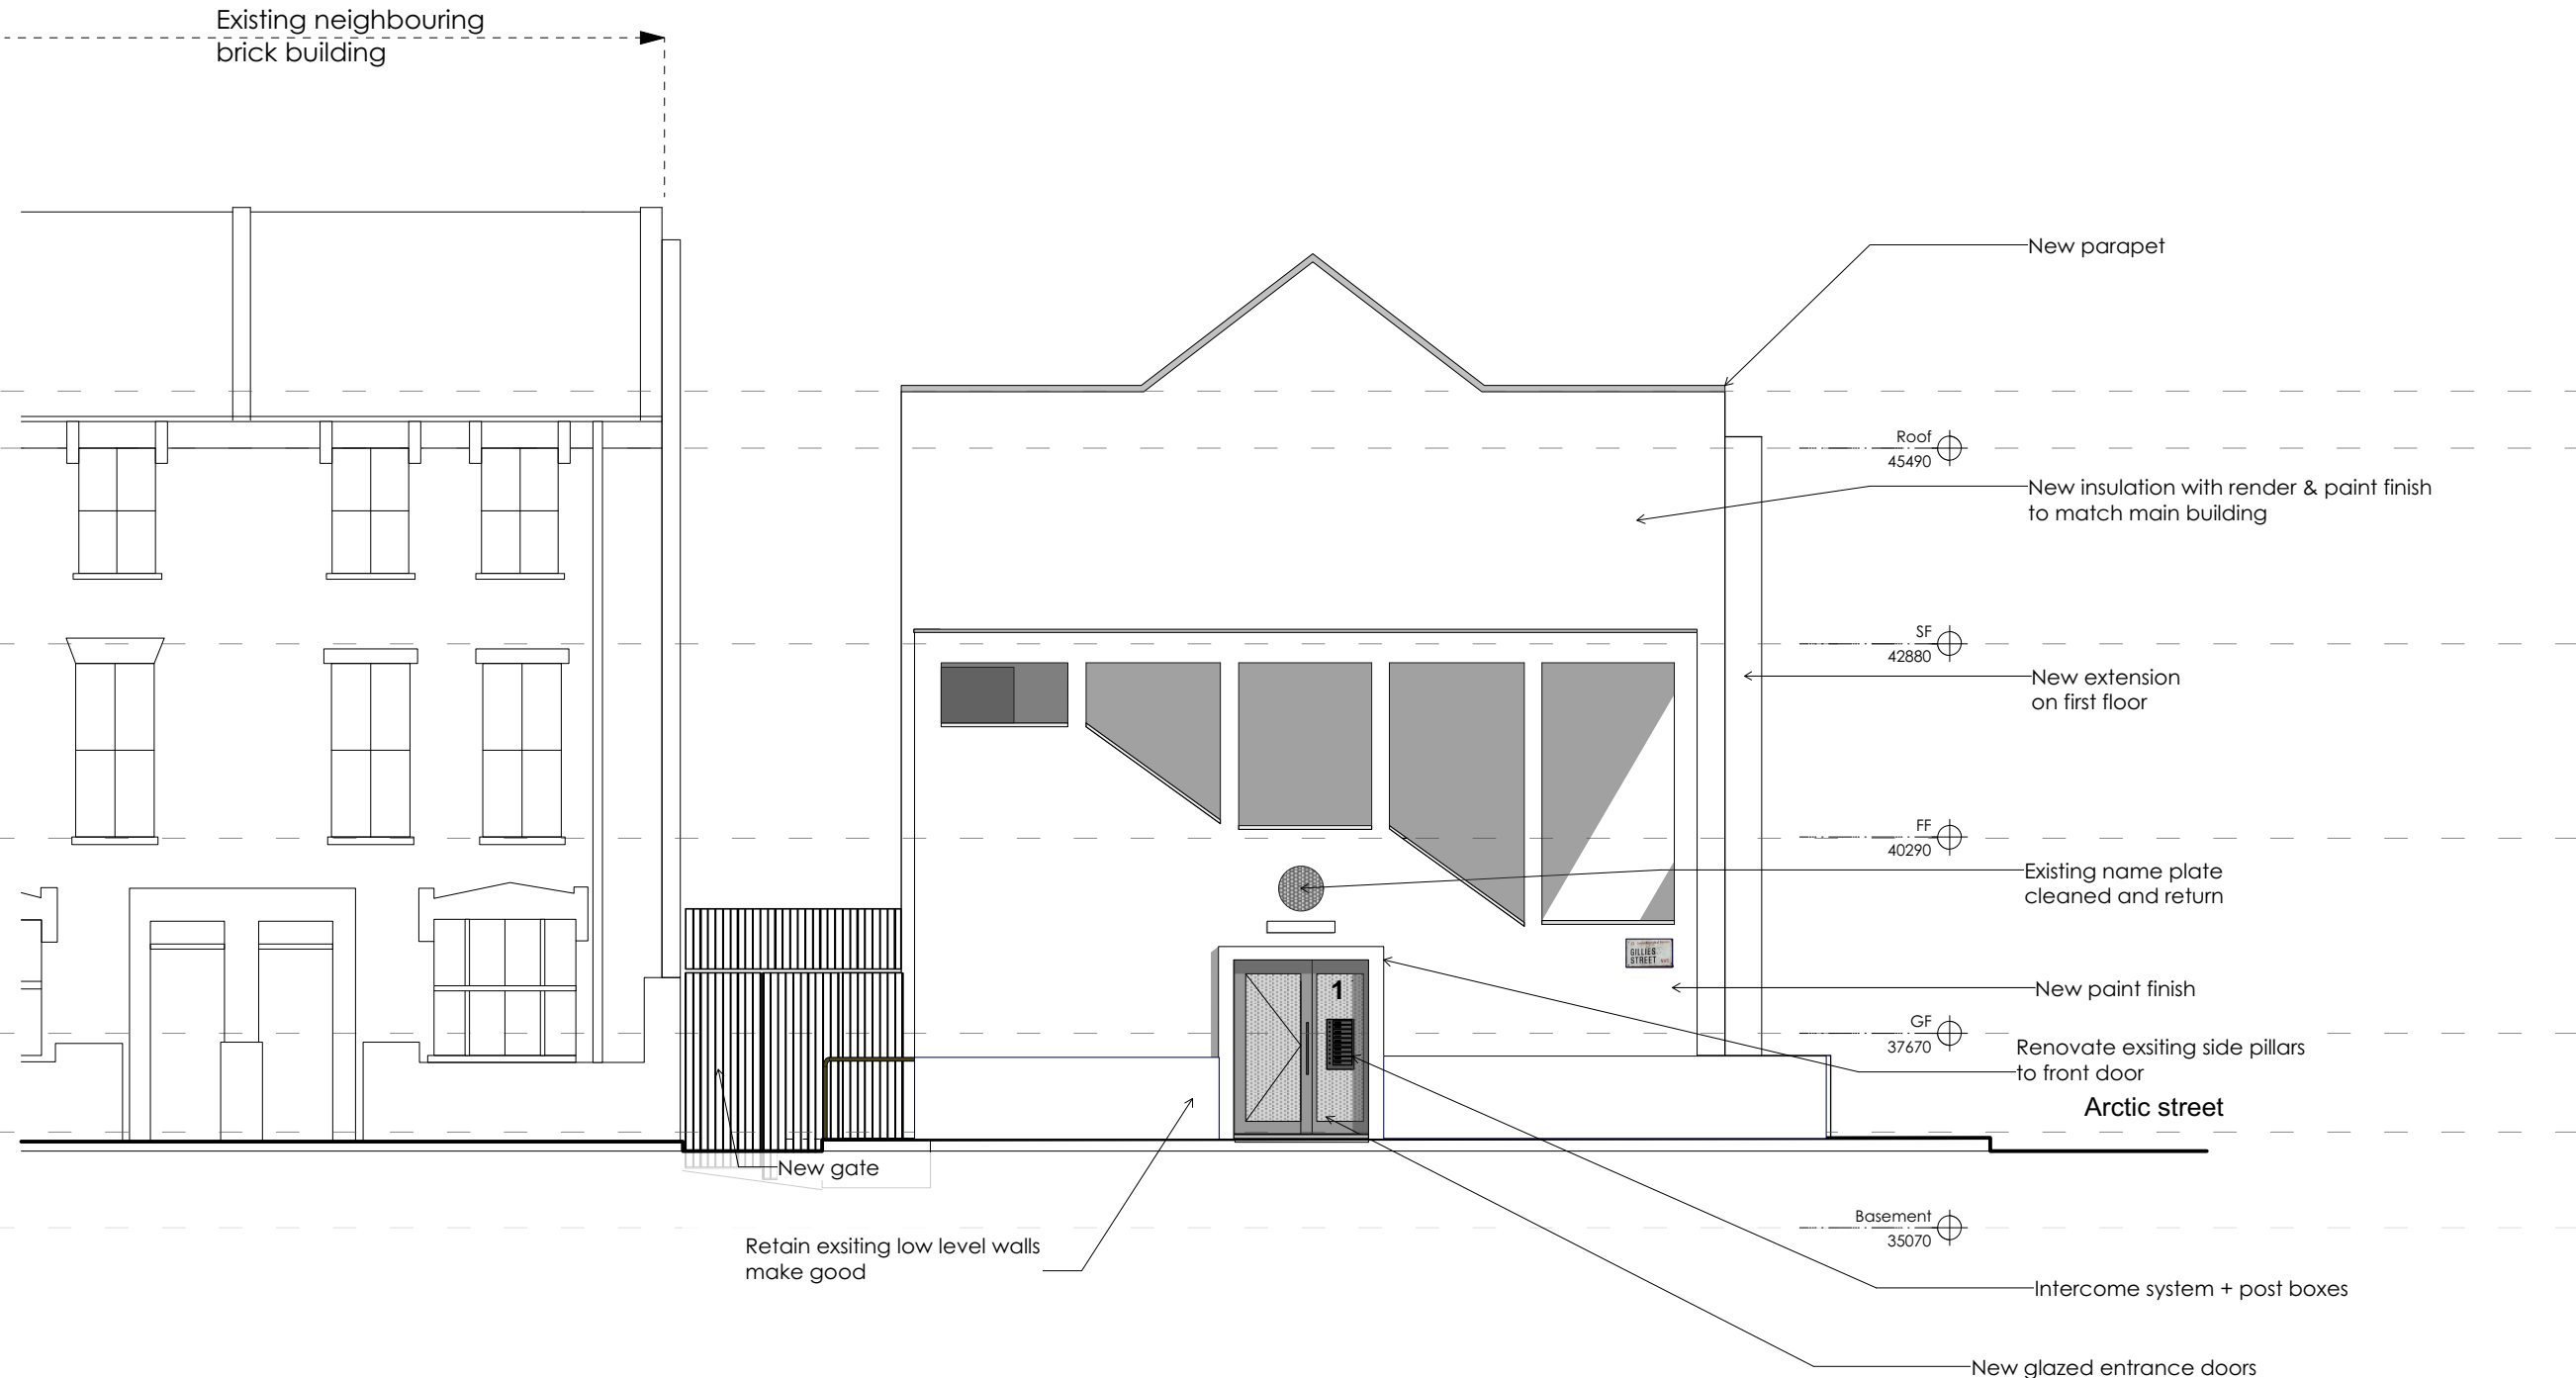 Existing neighbouring
brick building
New parapet
Roof
45490
New insulation with render & paint finish
to match main building
SF
42880
New extension
on first floor
FF
40290
Existing name plate
cleaned and return
GILLIES
STREET
1
New paint finish
GF
37670
Renovate exsiting side pillars
to front door
Arctic street
New gate
Basement
35070
Retain exsiting low level walls
make good
Intercome system + post boxes
New glazed entrance doors